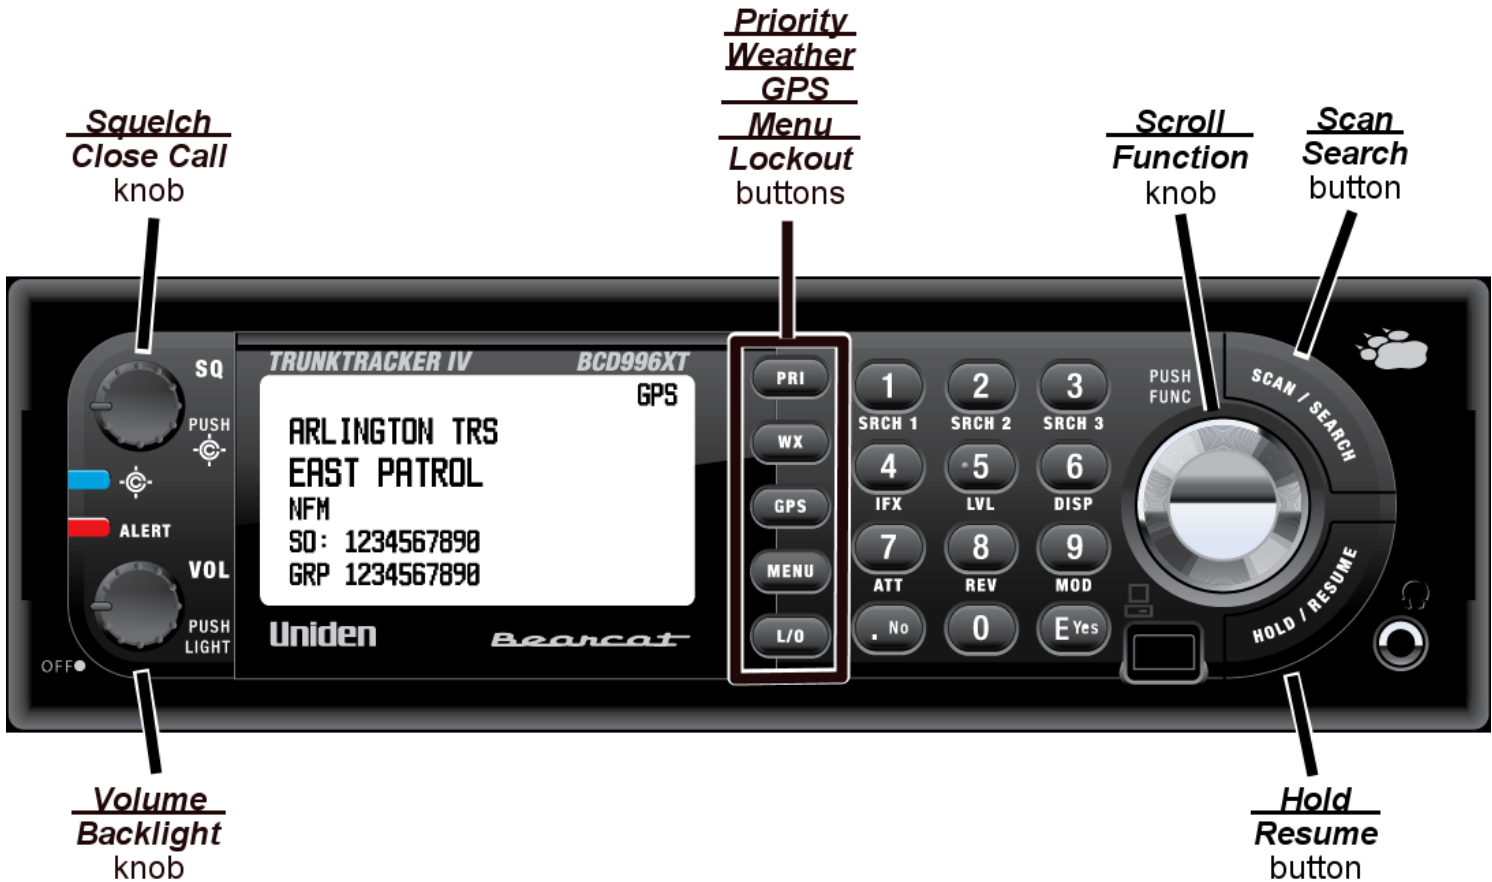 Priority
Weather
GPS
Menu
Lockout
buttons
Squelch
Close Call
knob
Scroll
Function
knob
Scan
Search
button
TRUNKTRACKER IV
BCD996XT
SQ
PUSH
C
C
ALERT
VOL
PUSH
LIGHT
OFF
GPS
ARLINGTON TRS
EAST PATROL
NFM
SO: 1234567890
GRP 1234567890
Uniden
Bearcat
PRI
WX
GPS
MENU
L/O
1 2 3
SRCH 1 SRCH 2 SRCH 3
4 5 6
IFX LVL DISP
7 8 9
ATT REV MOD
. No 0 E Yes
PUSH
FUNC
SCAN / SEARCH
HOLD / RESUME
Volume
Backlight
knob
Hold
Resume
button